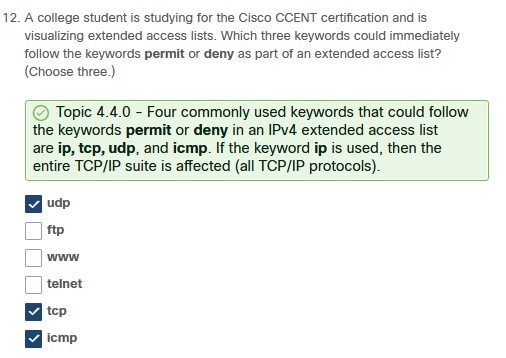 12. A college student is studying for the Cisco CCENT certification and is
visualizing extended access lists. Which three keywords could immediately
follow the keywords permit or deny as part of an extended access list?
(Choose three.)
Topic 4.4.0 - Four commonly used keywords that could follow
the keywords permit or deny in an IPv4 extended access list
are ip, tcp, udp, and icmp. If the keyword ip is used, then the
entire TCP/IP suite is affected (all TCP/IP protocols).
udp
ftp
www
telnet
tcp
icmp